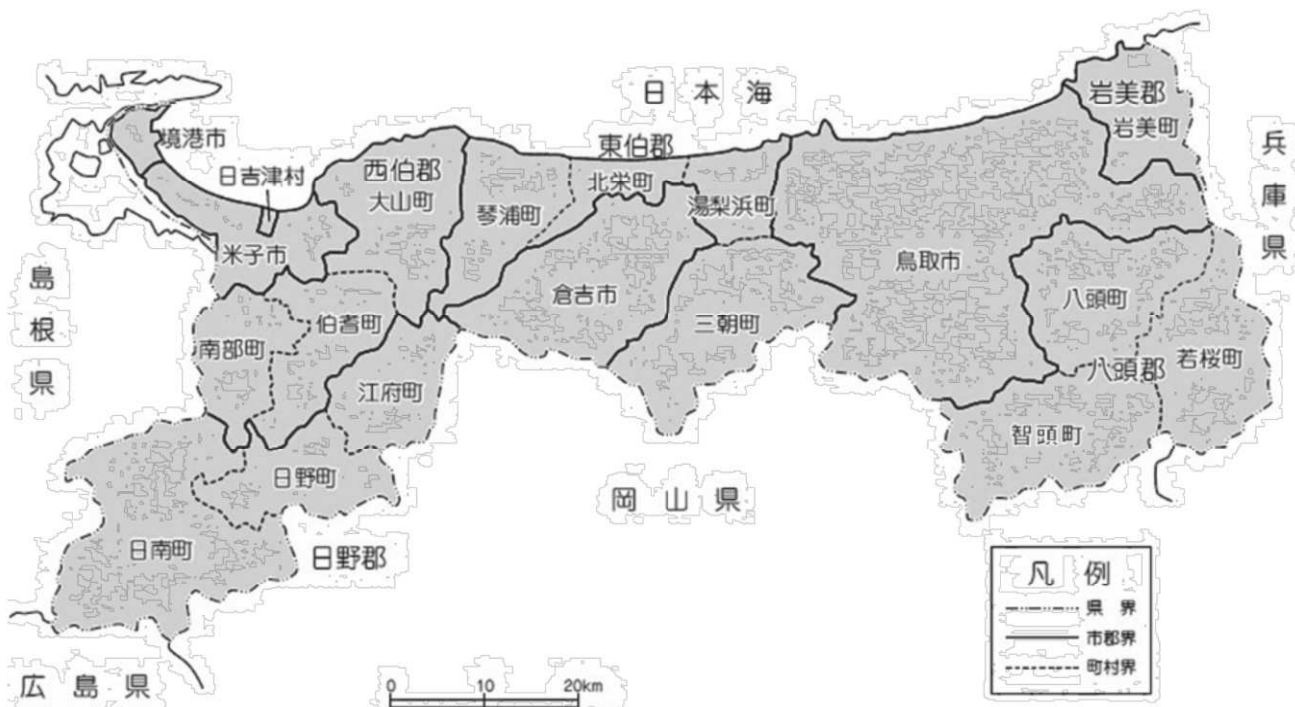 日本海
岩美郡
岩美町
兵庫県
境港市
東伯郡
日吉津村
西伯郡
大山町
北栄町
湯梨浜町
琴浦町
米子市
鳥取市
島根県
倉吉市
八頭町
伯耆町
三朝町
南部町
若桜町
八頭郡
江府町
智頭町
日野町
岡山県
日南町
日野郡
凡例
県界
市郡界
町村界
広島県
0 10 20km